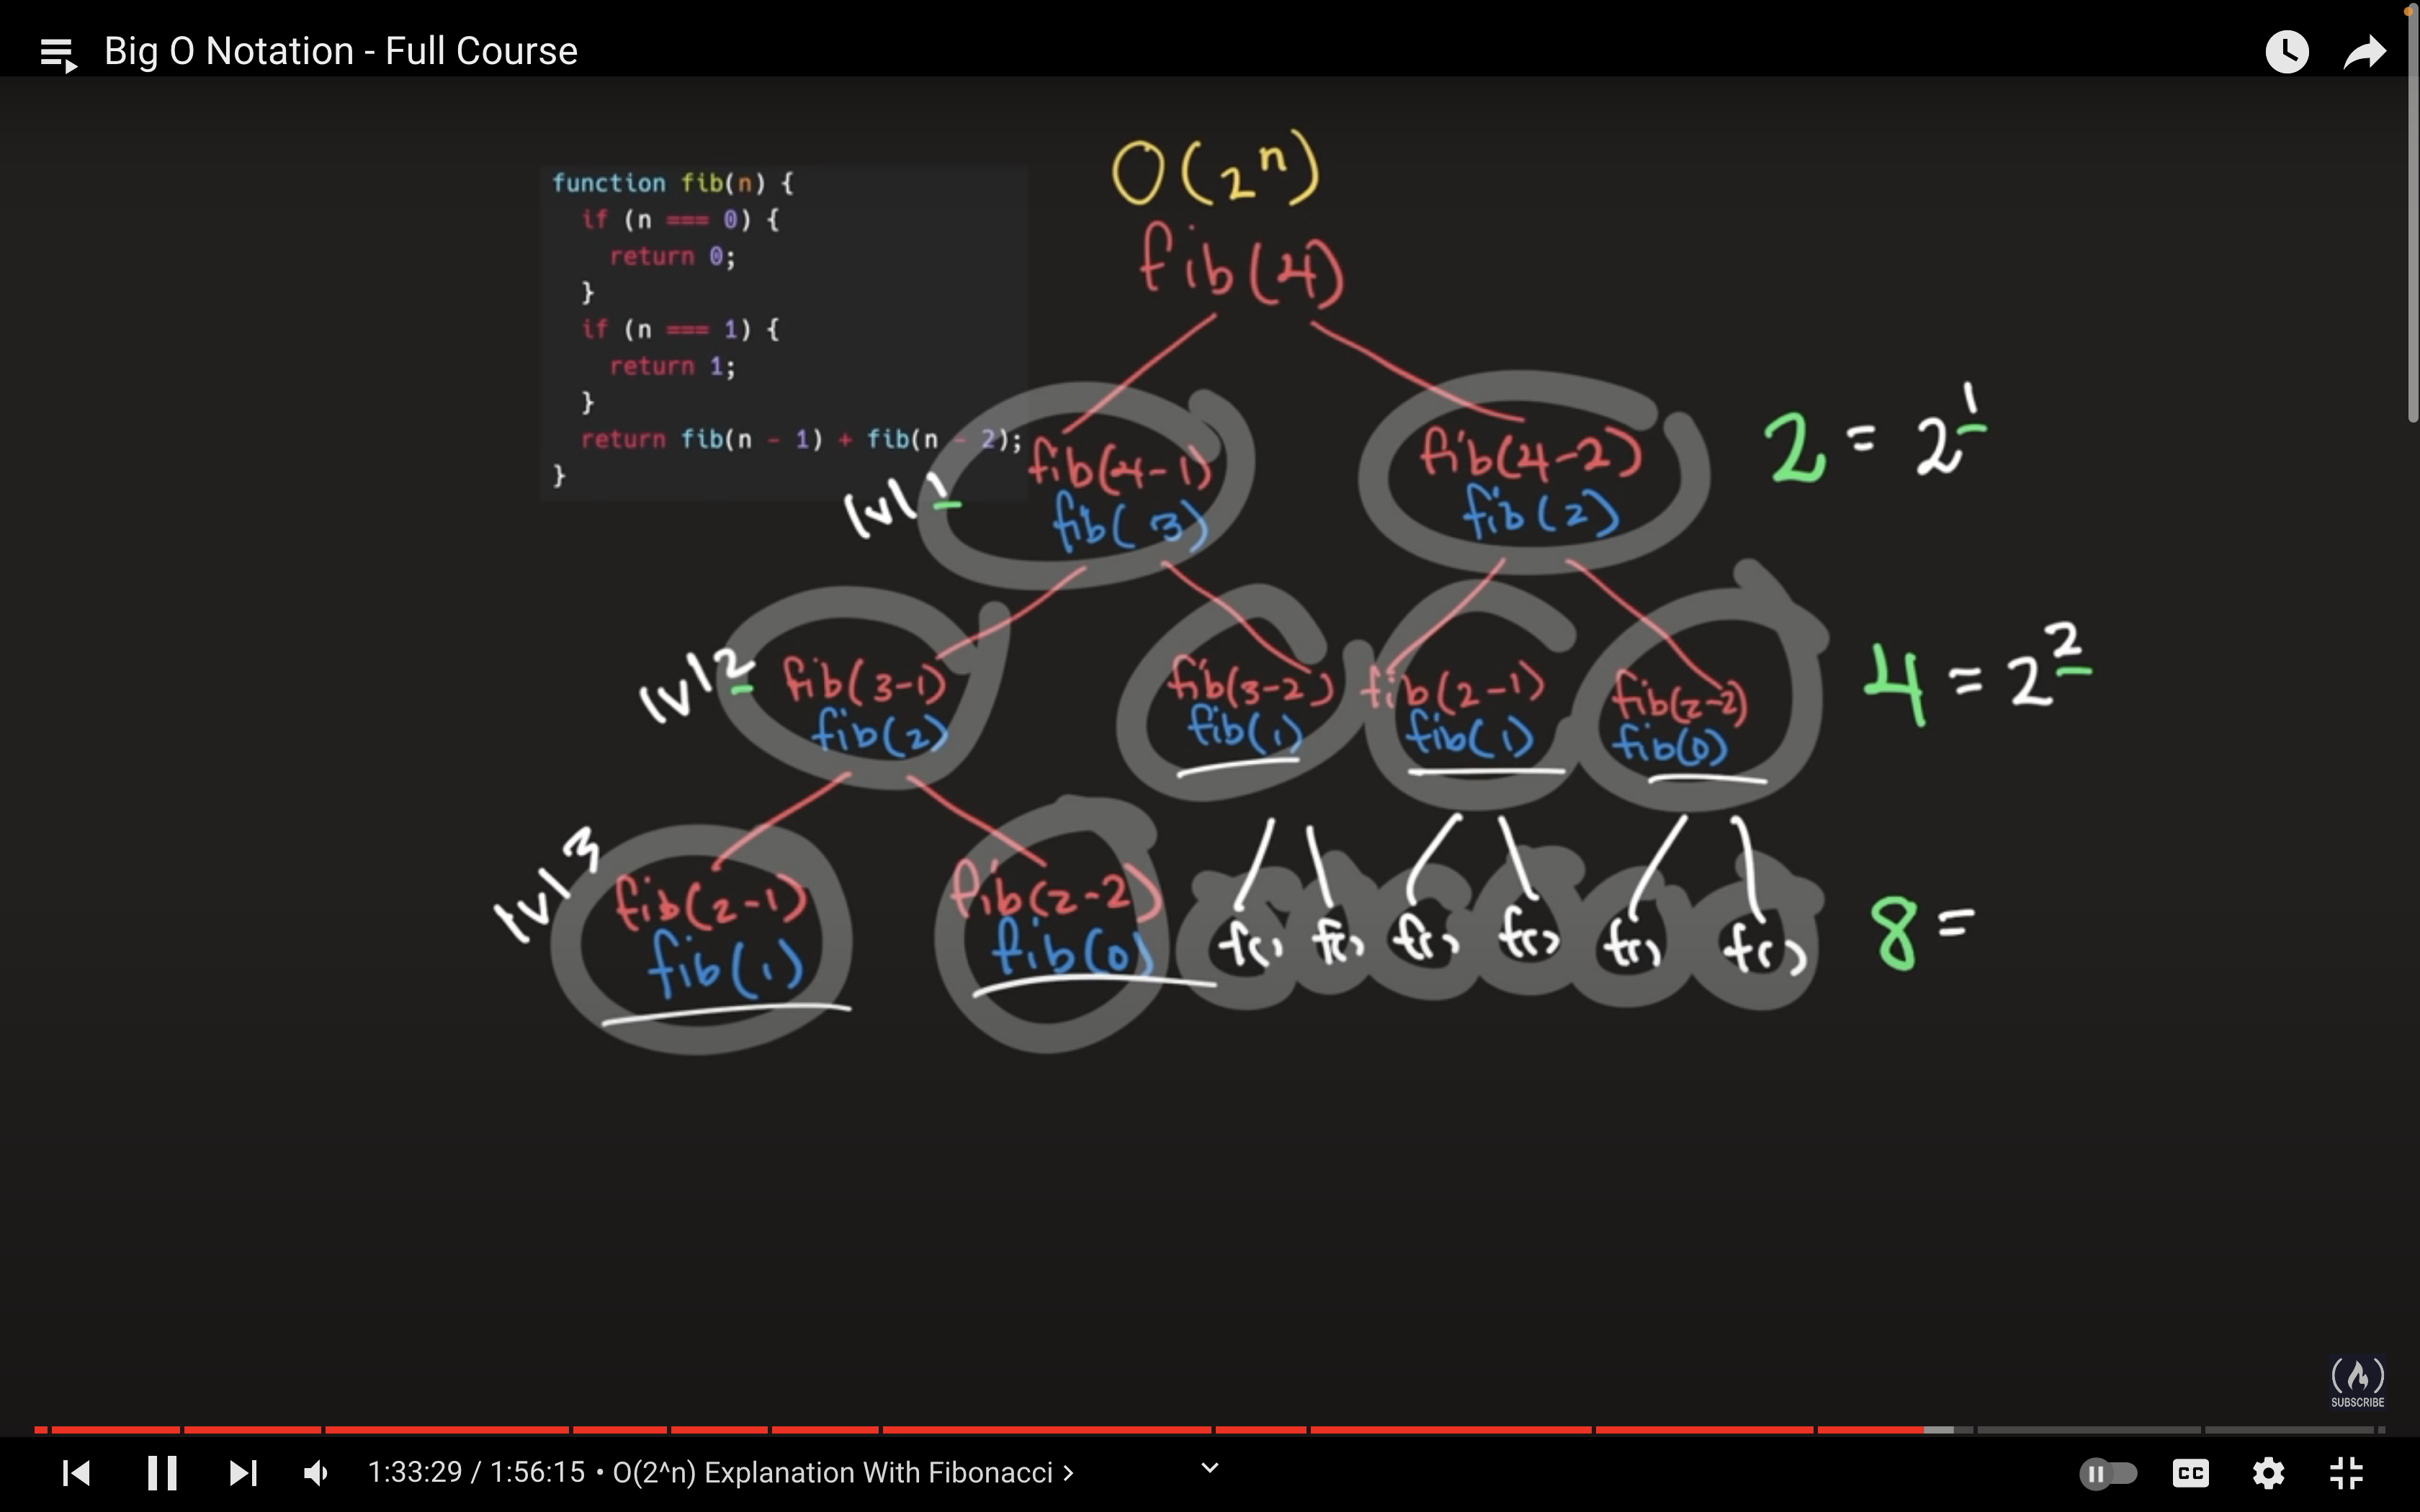 Big O Notation - Full Course
O(2^n)
function fib(n) {
if (n === 0) {
return 0;
}
if (n === 1) {
return 1;
}
return fib(n - 1) + fib(n - 2);
}
fib(4)
lvl 1
fib(4-1)
fib(3)
fib(4-2)
fib(2)
2 = 2^1
lvl 2
fib(3-1)
fib(2)
fib(3-2)
fib(1)
fib(2-1)
fib(1)
fib(2-2)
fib(0)
4 = 2^2
lvl 3
fib(2-1)
fib(1)
fib(2-2)
fib(0)
f() f() f() f() f() f()
8 =
SUBSCRIBE
1:33:29 / 1:56:15 • O(2^n) Explanation With Fibonacci >
CC